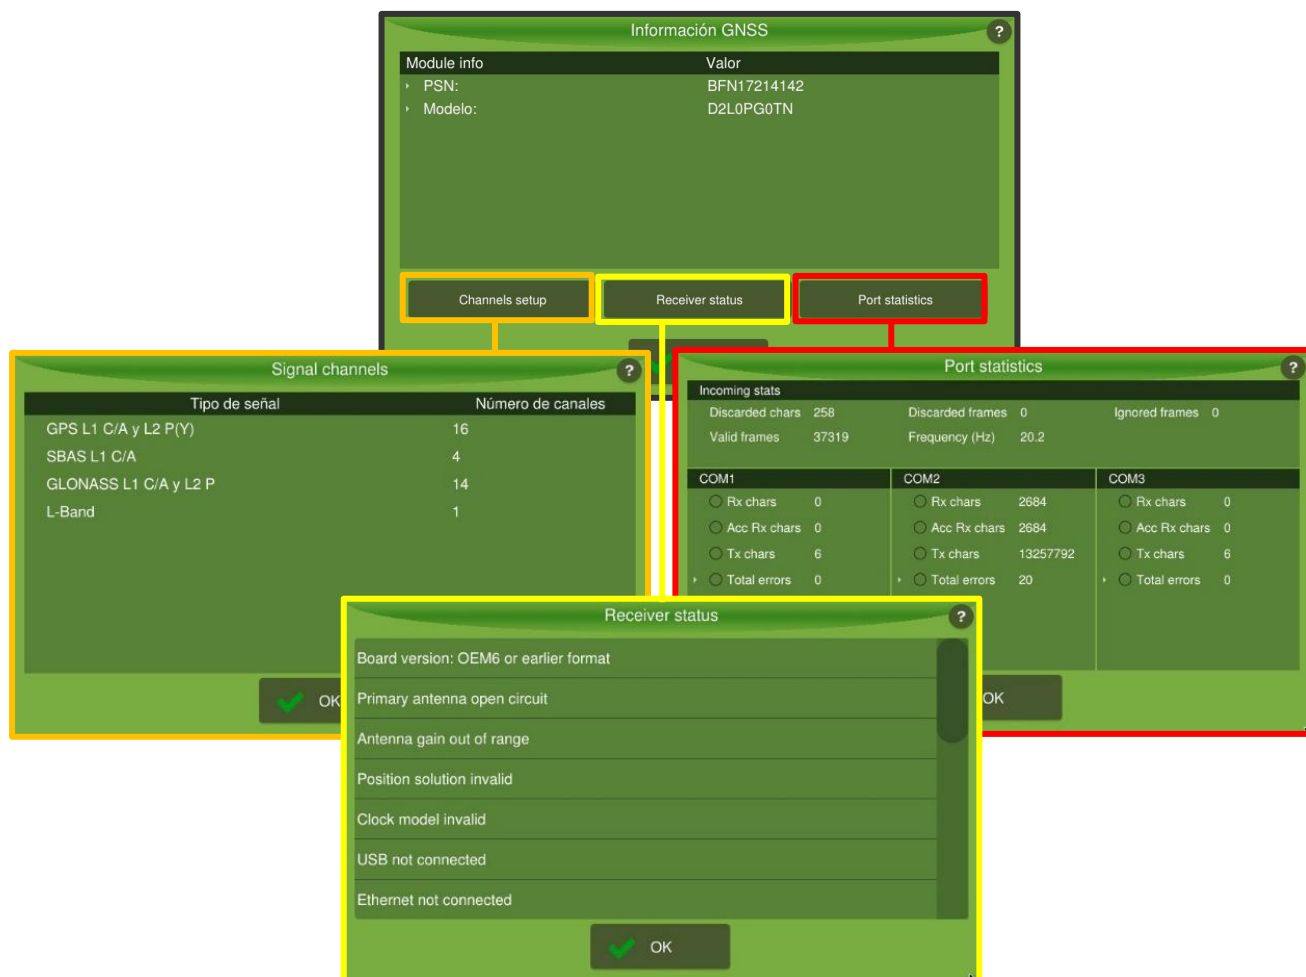 Información GNSS
?
Module info Valor
PSN: BFN17214142
Modelo: D2L0PG0TN
Channels setup Receiver status Port statistics
Signal channels
?
Tipo de señal Número de canales
GPS L1 C/A y L2 P(Y) 16
SBAS L1 C/A 4
GLONASS L1 C/A y L2 P 14
L-Band 1
OK
Port statistics
?
Incoming stats
Discarded chars 258 Discarded frames 0 Ignored frames 0
Valid frames 37319 Frequency (Hz) 20.2
COM1 COM2 COM3
Rx chars 0 Rx chars 2684 Rx chars 0
Acc Rx chars 0 Acc Rx chars 2684 Acc Rx chars 0
Tx chars 6 Tx chars 13257792 Tx chars 6
Total errors 0 Total errors 20 Total errors 0
OK
Receiver status
?
Board version: OEM6 or earlier format
Primary antenna open circuit
Antenna gain out of range
Position solution invalid
Clock model invalid
USB not connected
Ethernet not connected
OK